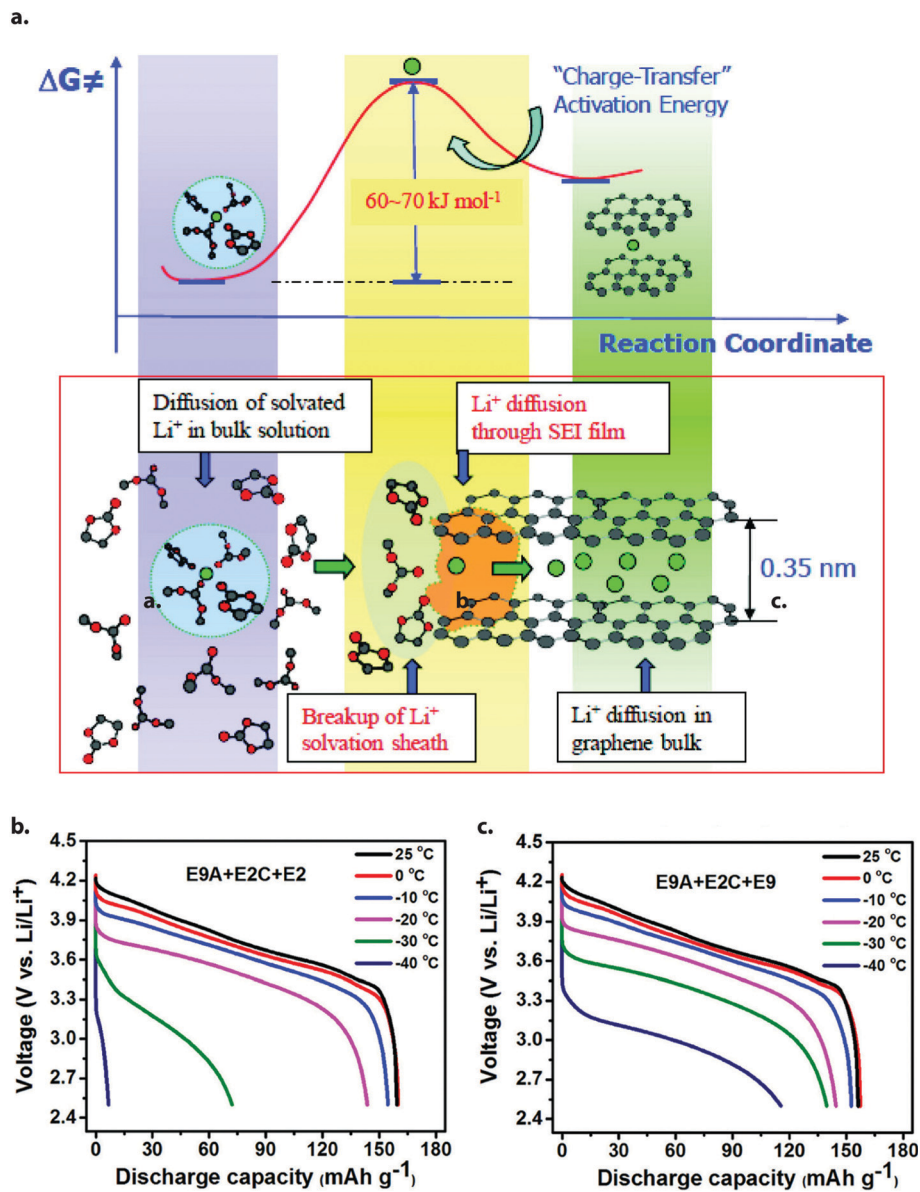 a.
ΔG≠
"Charge-Transfer"
Activation Energy
60~70 kJ mol⁻¹
Reaction Coordinate
Diffusion of solvated
Li⁺ in bulk solution
Li⁺ diffusion
through SEI film
a.
b.
c.
0.35 nm
Breakup of Li⁺
solvation sheath
Li⁺ diffusion in
graphene bulk
b.
E9A+E2C+E2
25 °C
0 °C
-10 °C
-20 °C
-30 °C
-40 °C
Voltage (V vs. Li/Li⁺)
4.5
4.2
3.9
3.6
3.3
3.0
2.7
2.4
0 30 60 90 120 150 180
Discharge capacity (mAh g⁻¹)
c.
E9A+E2C+E9
25 °C
0 °C
-10 °C
-20 °C
-30 °C
-40 °C
Voltage (V vs. Li/Li⁺)
4.5
4.2
3.9
3.6
3.3
3.0
2.7
2.4
0 30 60 90 120 150 180
Discharge capacity (mAh g⁻¹)